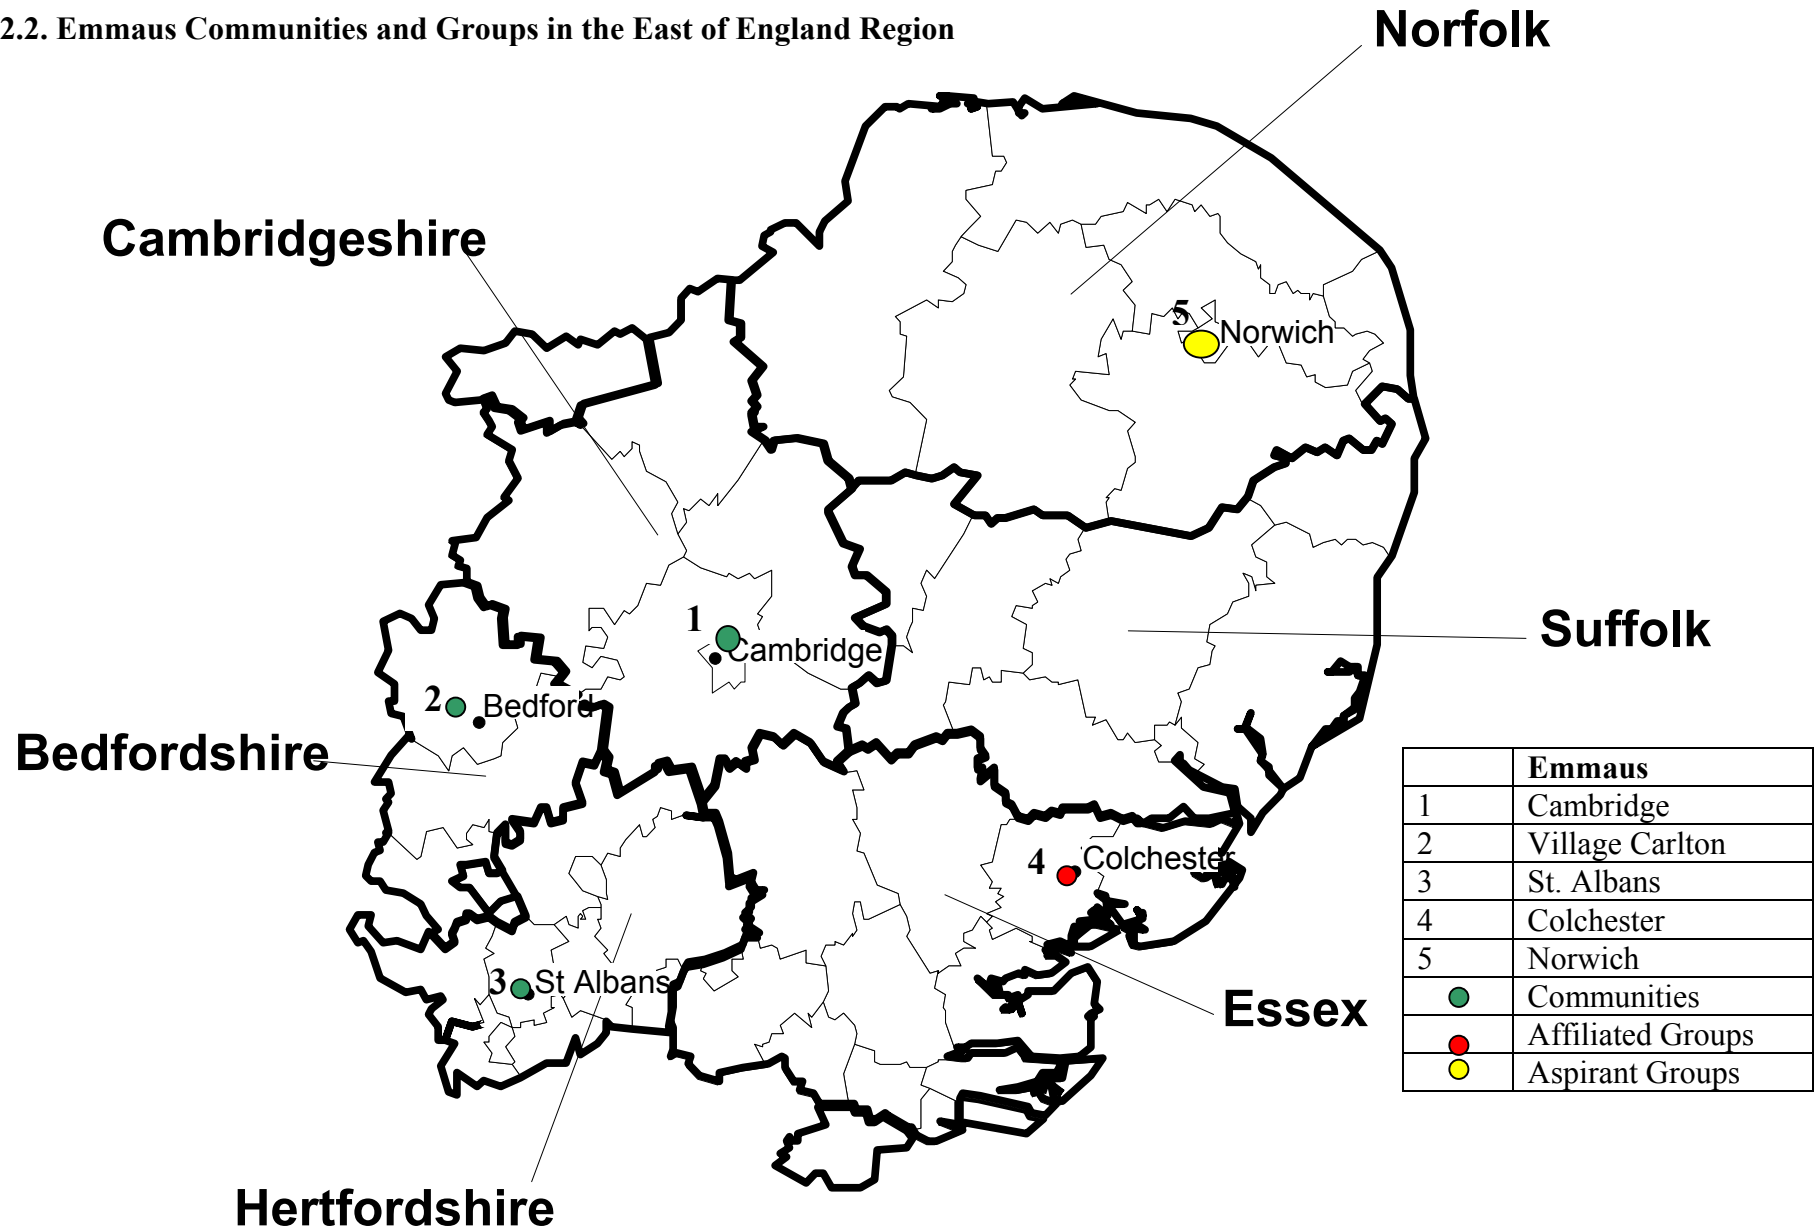 2.2. Emmaus Communities and Groups in the East of England Region
Norfolk
Cambridgeshire
5
Norwich
Suffolk
1
Cambridge
2
Bedford
Bedfordshire
4
Colchester
3
St Albans
Essex
Hertfordshire
Emmaus
1 Cambridge
2 Village Carlton
3 St. Albans
4 Colchester
5 Norwich
Communities
Affiliated Groups
Aspirant Groups